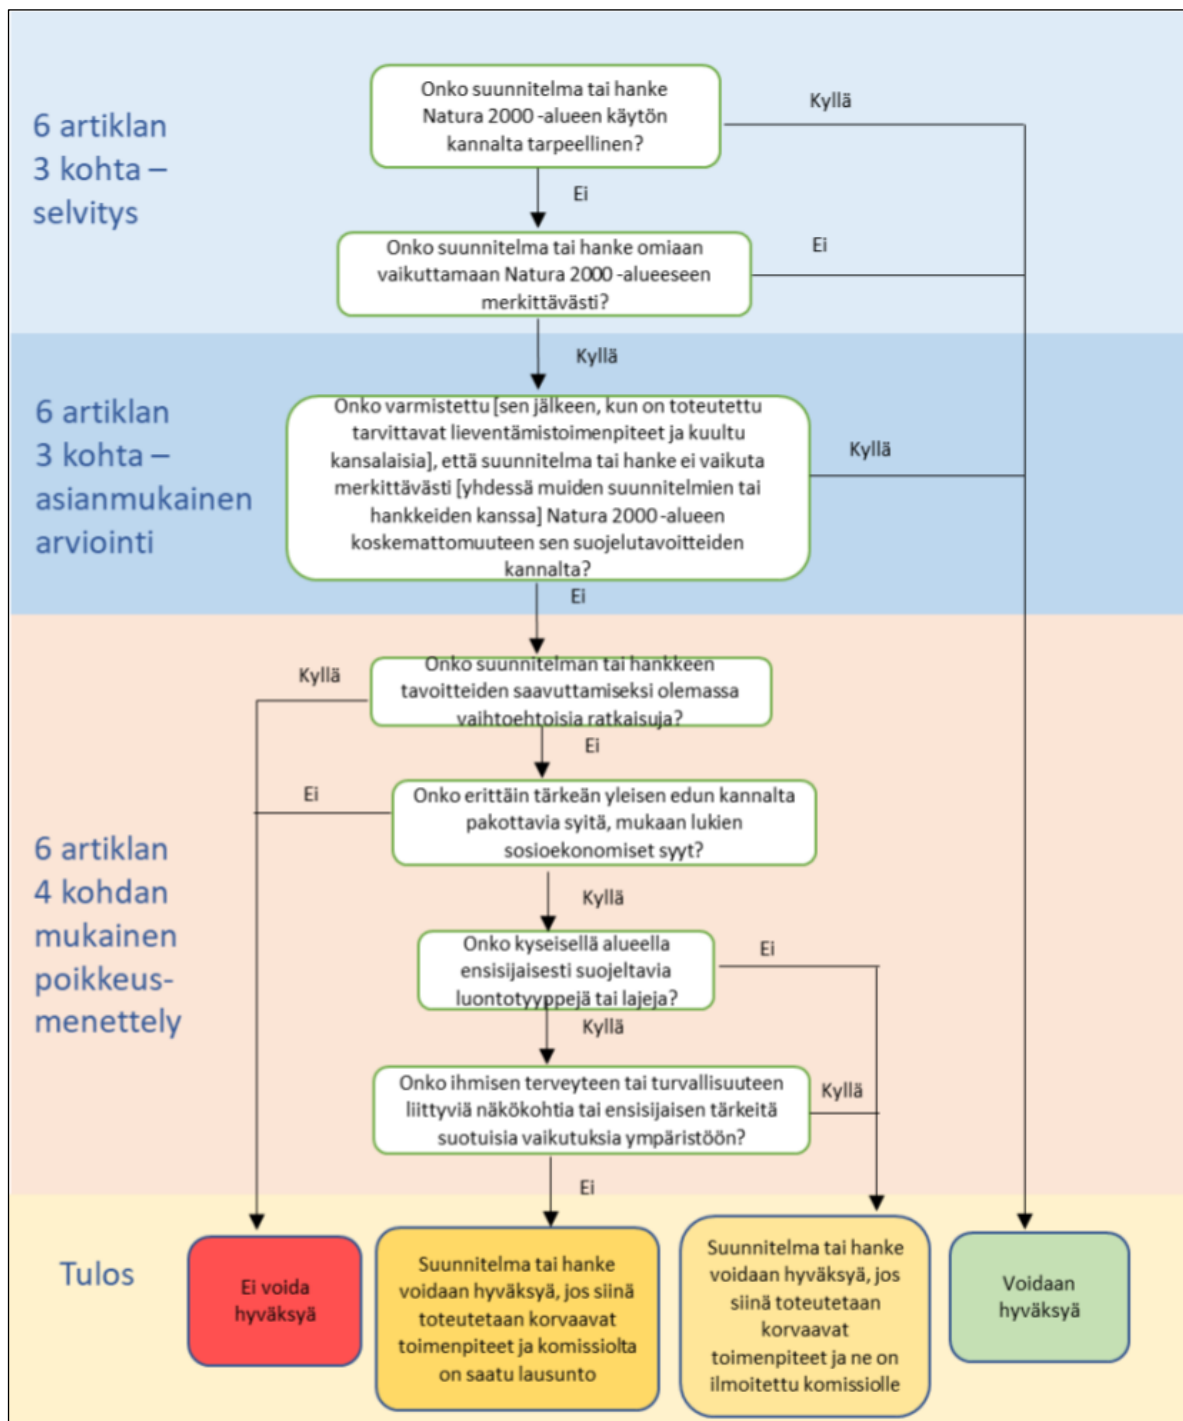 6 artiklan
3 kohta –
selvitys
Onko suunnitelma tai hanke
Natura 2000 -alueen käytön
kannalta tarpeellinen?
Kyllä
Ei
Onko suunnitelma tai hanke omiaan
vaikuttamaan Natura 2000 -alueeseen
merkittävästi?
Ei
Kyllä
6 artiklan
3 kohta –
asianmukainen
arviointi
Onko varmistettu [sen jälkeen, kun on toteutettu
tarvittavat lieventämistoimenpiteet ja kuultu
kansalaisia], että suunnitelma tai hanke ei vaikuta
merkittävästi [yhdessä muiden suunnitelmien tai
hankkeiden kanssa] Natura 2000 -alueen
koskemattomuuteen sen suojelutavoitteiden
kannalta?
Kyllä
Ei
6 artiklan
4 kohdan
mukainen
poikkeus-
menettely
Onko suunnitelman tai hankkeen
tavoitteiden saavuttamiseksi olemassa
vaihtoehtoisia ratkaisuja?
Kyllä
Ei
Onko erittäin tärkeän yleisen edun kannalta
pakottavia syitä, mukaan lukien
sosioekonomiset syyt?
Ei
Kyllä
Onko kyseisellä alueella
ensisijaisesti suojeltavia
luontotyyppejä tai lajeja?
Ei
Kyllä
Onko ihmisen terveyteen tai turvallisuuteen
liittyviä näkökohtia tai ensisijaisen tärkeitä
suotuisia vaikutuksia ympäristöön?
Kyllä
Ei
Tulos
Ei voida
hyväksyä
Suunnitelma tai hanke
voidaan hyväksyä, jos siinä
toteutetaan korvaavat
toimenpiteet ja komissiolta
on saatu lausunto
Suunnitelma tai hanke
voidaan hyväksyä, jos
siinä toteutetaan
korvaavat
toimenpiteet ja ne on
ilmoitettu komissiolle
Voidaan
hyväksyä